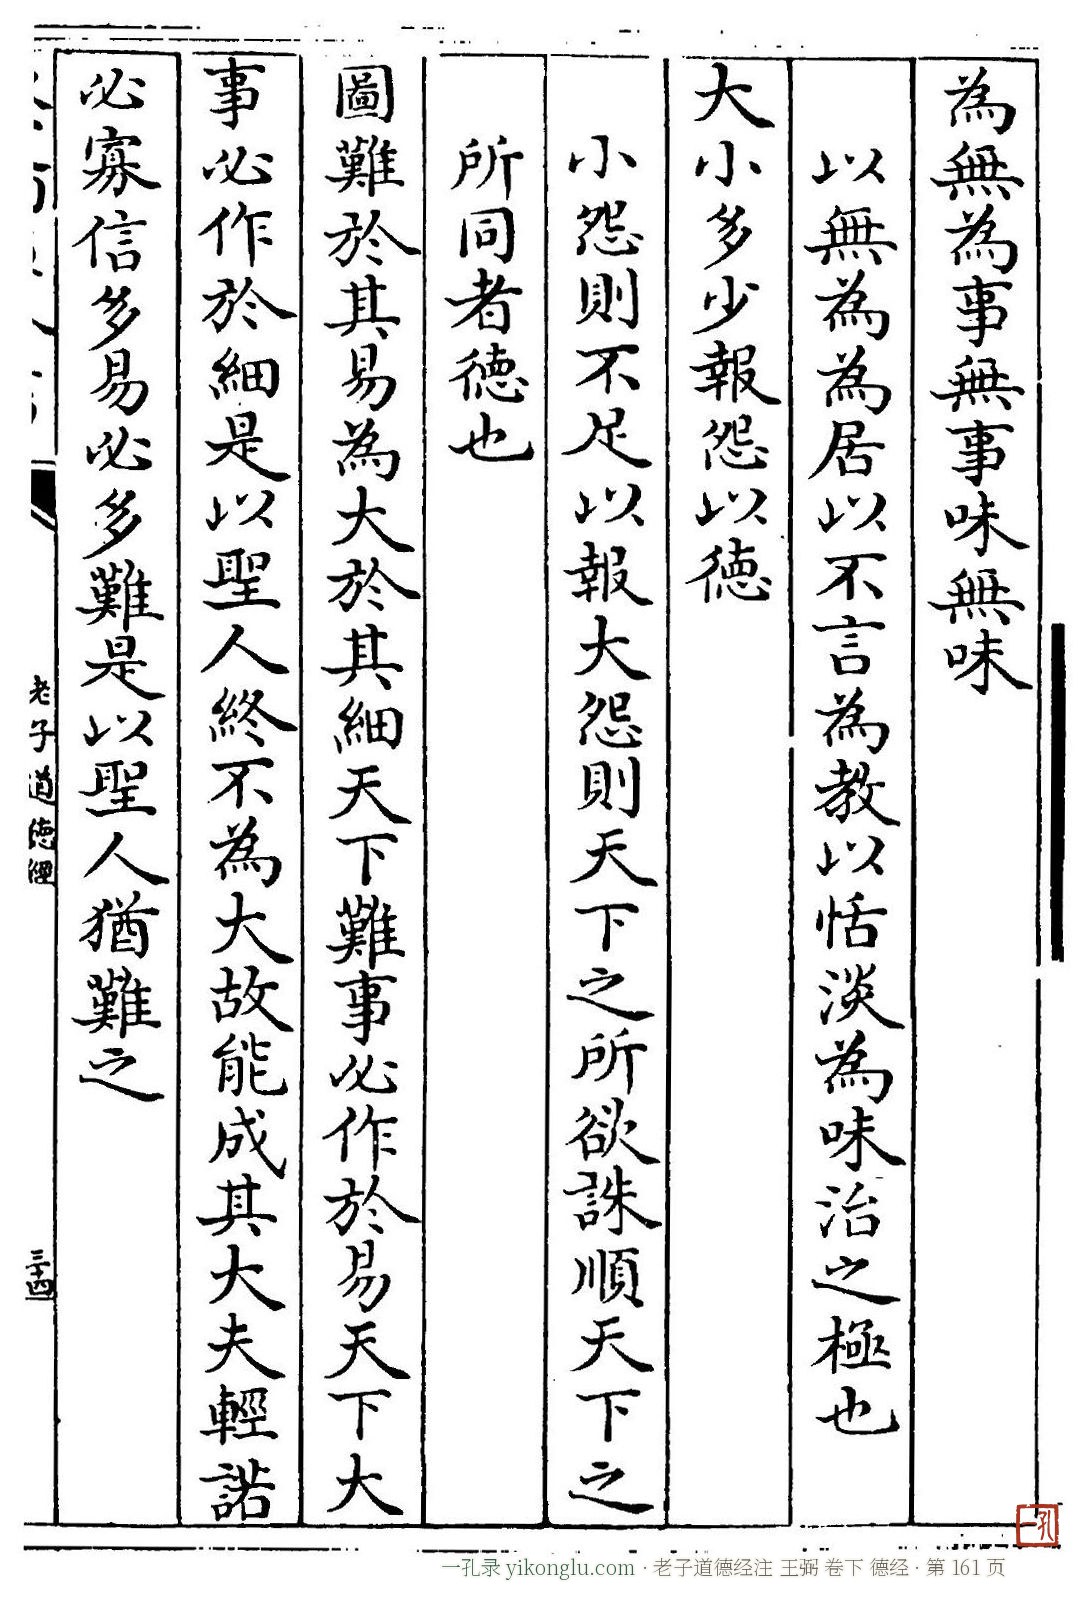 為無為事無事味無味
以無為為居以不言為教以恬淡為味治之極也
大小多少報怨以徳
小怨則不足以報大怨則天下之所欲誅順天下之
所同者徳也
圖難於其易為大於其細天下難事必作於易天下大
事必作於細是以聖人終不為大故能成其大夫輕諾
必寡信多易必多難是以聖人猶難之
老子道徳經
三十四
一孔
一孔录 yikonglu.com · 老子道德经注 王弼 卷下 德经 · 第 161 页